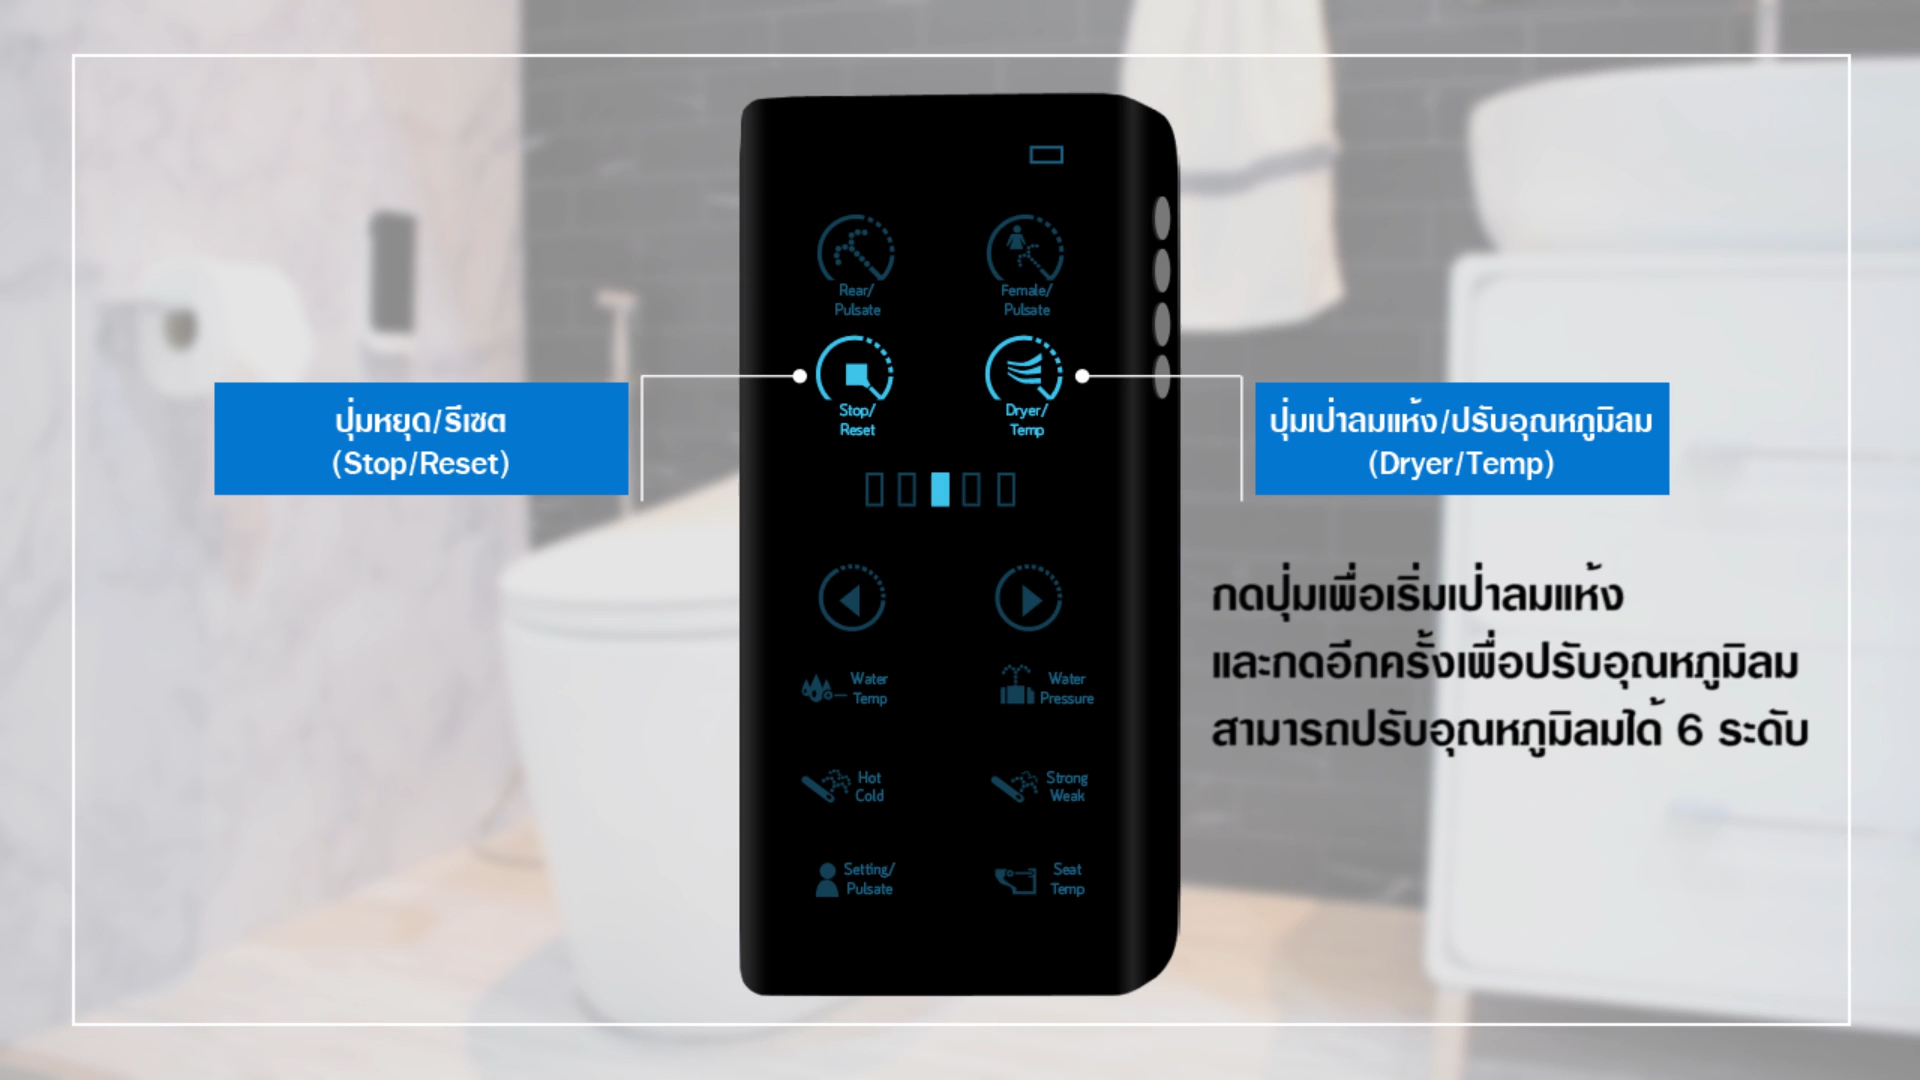 Rear/
Pulsate
Female/
Pulsate
Stop/
Reset
Dryer/
Temp
ปุ่มหยุด/รีเซต
(Stop/Reset)
ปุ่มเป่าลมแห้ง/ปรับอุณหภูมิลม
(Dryer/Temp)
กดปุ่มเพื่อเริ่มเป่าลมแห้ง
และกดอีกครั้งเพื่อปรับอุณหภูมิลม
สามารถปรับอุณหภูมิลมได้ 6 ระดับ
Water
Temp
Water
Pressure
Hot
Cold
Strong
Weak
Setting/
Pulsate
Seat
Temp